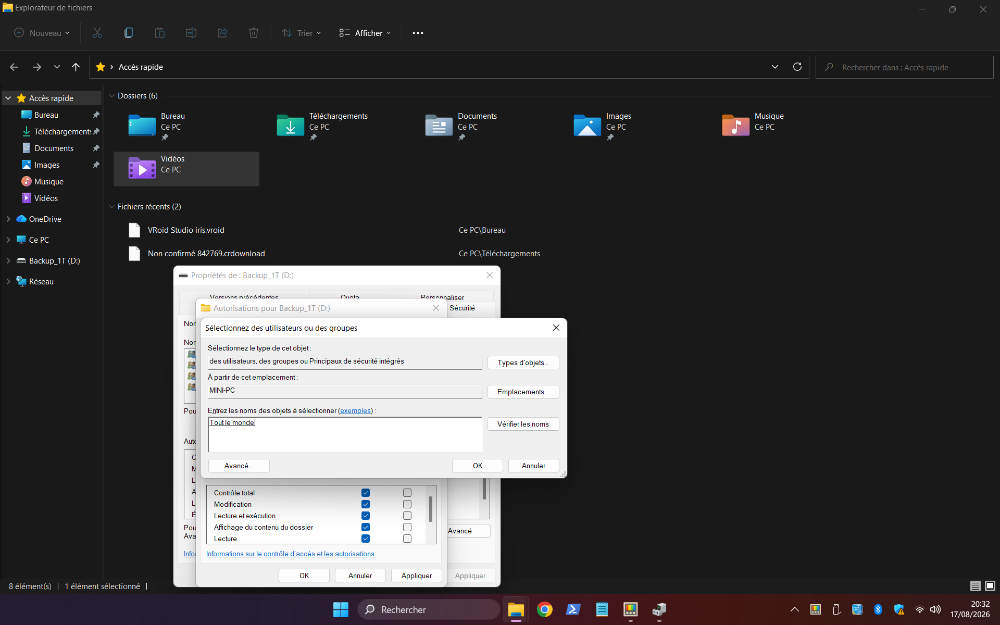 Explorateur de fichiers
Nouveau
Trier
Afficher
Accès rapide
Rechercher dans : Accès rapide
Accès rapide
Bureau
Téléchargements
Documents
Images
Musique
Vidéos
OneDrive
Ce PC
Backup_1T (D:)
Réseau
Dossiers (6)
Bureau
Ce PC
Téléchargements
Ce PC
Documents
Ce PC
Images
Ce PC
Musique
Ce PC
Vidéos
Ce PC
Fichiers récents (2)
VRoid Studio iris.vroid
Ce PC\Bureau
Non confirmé 842769.crdownload
Ce PC\Téléchargements
Propriétés de : Backup_1T (D:)
Versions précédentes
Quota
Personnaliser
Sécurité
Autorisations pour Backup_1T (D:)
Sélectionnez des utilisateurs ou des groupes
Sélectionnez le type de cet objet :
des utilisateurs, des groupes ou Principaux de sécurité intégrés
Types d'objets...
À partir de cet emplacement :
MINI-PC
Emplacements...
Entrez les noms des objets à sélectionner (exemples) :
Tout le monde
Vérifier les noms
Avancé...
OK
Annuler
Contrôle total
Modification
Lecture et exécution
Affichage du contenu du dossier
Lecture
Avancé
Informations sur le contrôle d'accès et les autorisations
OK
Annuler
Appliquer
Appliquer
8 élément(s)
1 élément sélectionné
Rechercher
20:32
17/08/2026